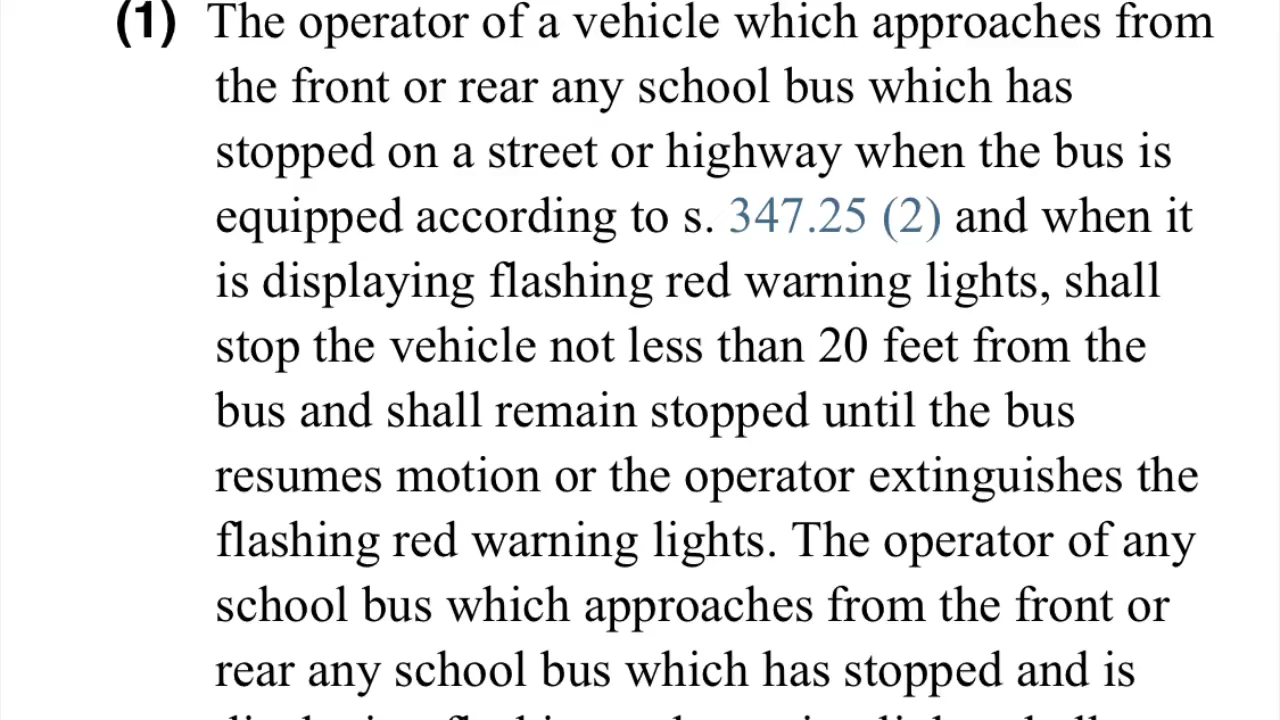 (1) The operator of a vehicle which approaches from
the front or rear any school bus which has
stopped on a street or highway when the bus is
equipped according to s. 347.25 (2) and when it
is displaying flashing red warning lights, shall
stop the vehicle not less than 20 feet from the
bus and shall remain stopped until the bus
resumes motion or the operator extinguishes the
flashing red warning lights. The operator of any
school bus which approaches from the front or
rear any school bus which has stopped and is